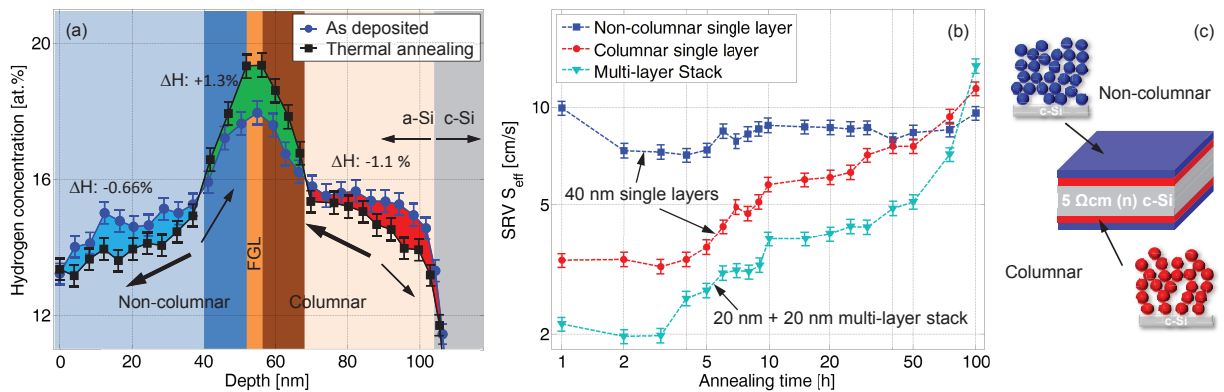 (a)
As deposited
Thermal annealing
Hydrogen concentration [at.%]
20
16
12
ΔH: +1.3%
ΔH: -0.66%
ΔH: -1.1 %
a-Si
c-Si
FGL
Non-columnar
Columnar
0
20
40
60
80
100
Depth [nm]
(b)
Non-columnar single layer
Columnar single layer
Multi-layer Stack
SRV Seff [cm/s]
10
5
2
40 nm single layers
20 nm + 20 nm multi-layer stack
1
2
5
10
20
50
100
Annealing time [h]
(c)
c-Si
Non-columnar
5 Ωcm (n) c-Si
Columnar
c-Si